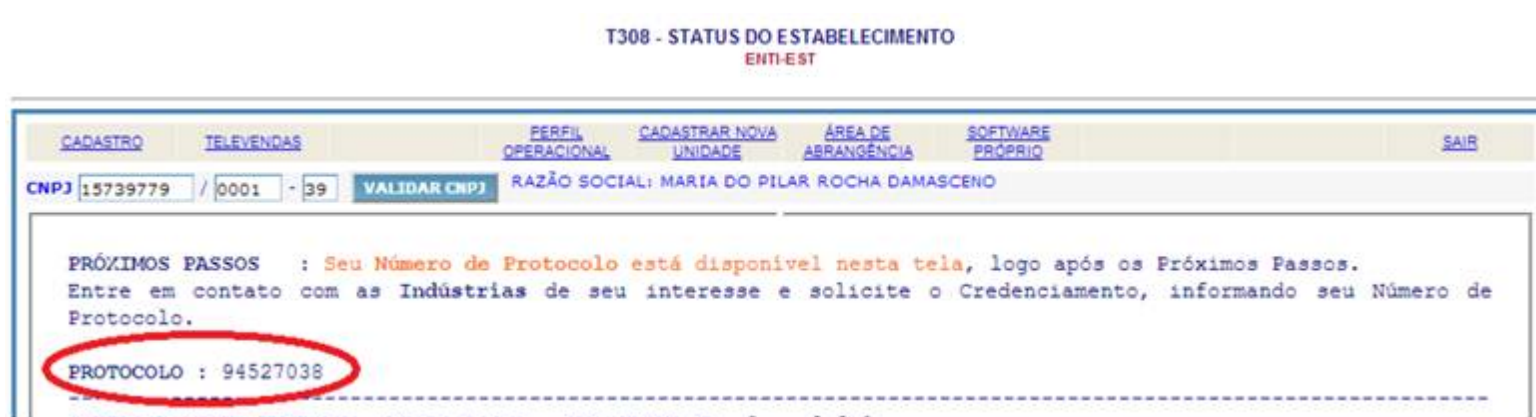 T308 - STATUS DO ESTABELECIMENTO
ENTI-EST
CADASTRO TELEVENDAS PERFIL OPERACIONAL CADASTRAR NOVA UNIDADE ÁREA DE ABRANGÊNCIA SOFTWARE PRÓPRIO SAIR
CNPJ 15739779 / 0001 - 39 VALIDAR CNPJ RAZÃO SOCIAL: MARIA DO PILAR ROCHA DAMASCENO
PRÓXIMOS PASSOS : Seu Número de Protocolo está disponível nesta tela, logo após os Próximos Passos.
Entre em contato com as Indústrias de seu interesse e solicite o Credenciamento, informando seu Número de
Protocolo.
PROTOCOLO : 94527038